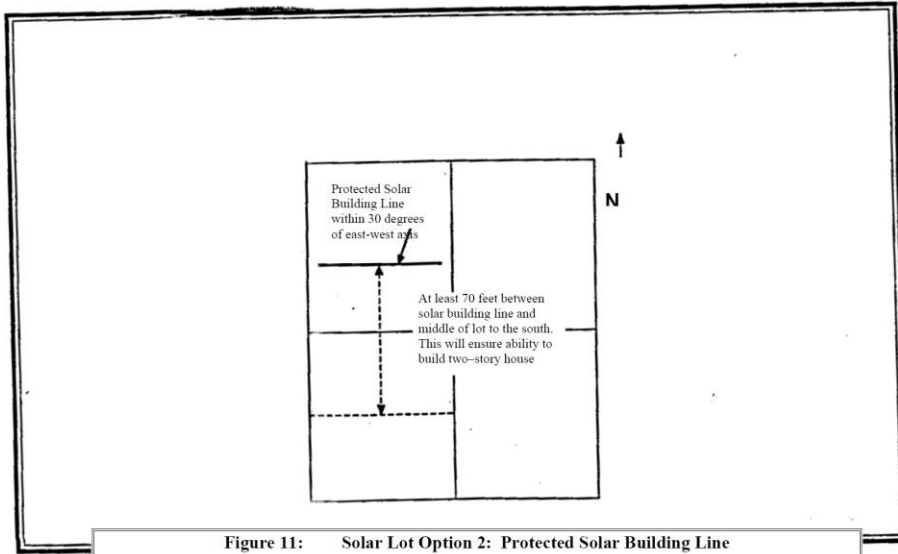 Protected Solar
Building Line
within 30 degrees
of east-west axis
N
At least 70 feet between
solar building line and
middle of lot to the south.
This will ensure ability to
build two–story house
Figure 11: Solar Lot Option 2: Protected Solar Building Line